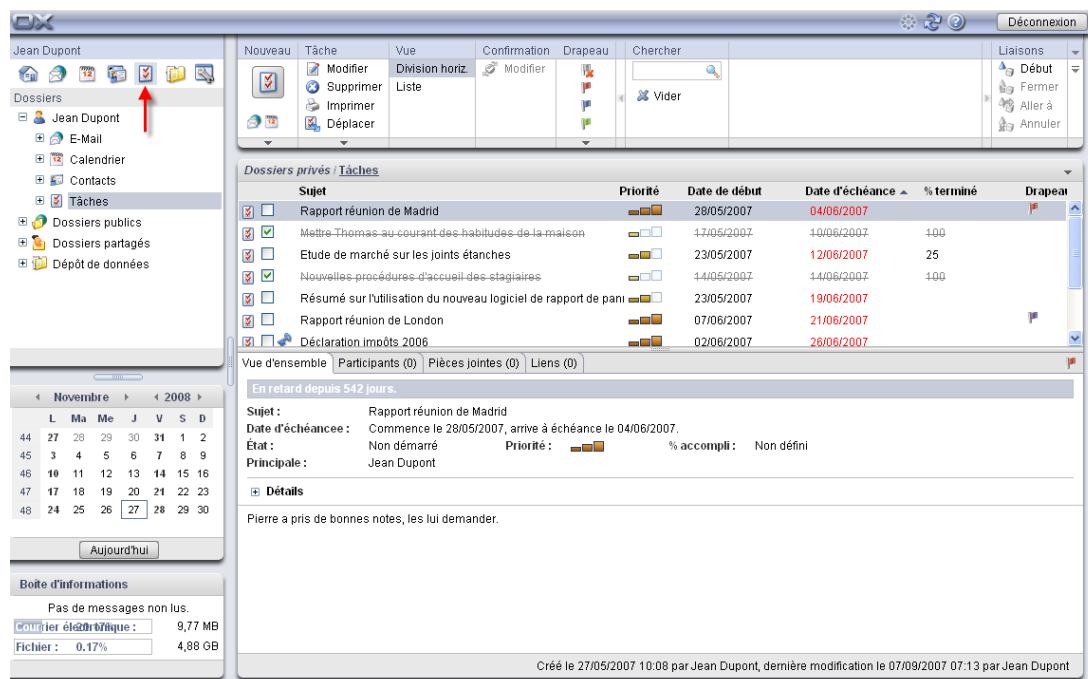 OX
Déconnexion
Jean Dupont
Dossiers
Jean Dupont
E-Mail
12 Calendrier
Contacts
Tâches
Dossiers publics
Dossiers partagés
Dépôt de données
Nouveau Tâche Vue Confirmation Drapeau Chercher Liaisons
Modifier Division horiz. Modifier Début
Supprimer Liste Fermer
Imprimer Vider Aller à
Déplacer Annuler
Dossiers privés / Tâches
Sujet Priorité Date de début Date d'échéance % terminé Drapeau
Rapport réunion de Madrid 28/05/2007 04/06/2007
Mettre Thomas au courant des habitudes de la maison 17/05/2007 10/06/2007 100
Etude de marché sur les joints étanches 23/05/2007 12/06/2007 25
Nouvelles procédures d'accueil des stagiaires 14/05/2007 14/06/2007 100
Résumé sur l'utilisation du nouveau logiciel de rapport de pani 23/05/2007 19/06/2007
Rapport réunion de London 07/06/2007 21/06/2007
Déclaration impôts 2006 02/06/2007 26/06/2007
Vue d'ensemble Participants (0) Pièces jointes (0) Liens (0)
En retard depuis 542 jours.
Sujet : Rapport réunion de Madrid
Date d'échéancee : Commence le 28/05/2007, arrive à échéance le 04/06/2007.
État : Non démarré Priorité : % accompli : Non défini
Principale : Jean Dupont
Détails
Pierre a pris de bonnes notes, les lui demander.
Novembre 2008
L Ma Me J V S D
44 27 28 29 30 31 1 2
45 3 4 5 6 7 8 9
46 10 11 12 13 14 15 16
47 17 18 19 20 21 22 23
48 24 25 26 27 28 29 30
Aujourd'hui
Boite d'informations
Pas de messages non lus.
Courrier électronique : 9,77 MB
Fichier : 0.17% 4,88 GB
Créé le 27/05/2007 10:08 par Jean Dupont, dernière modification le 07/09/2007 07:13 par Jean Dupont